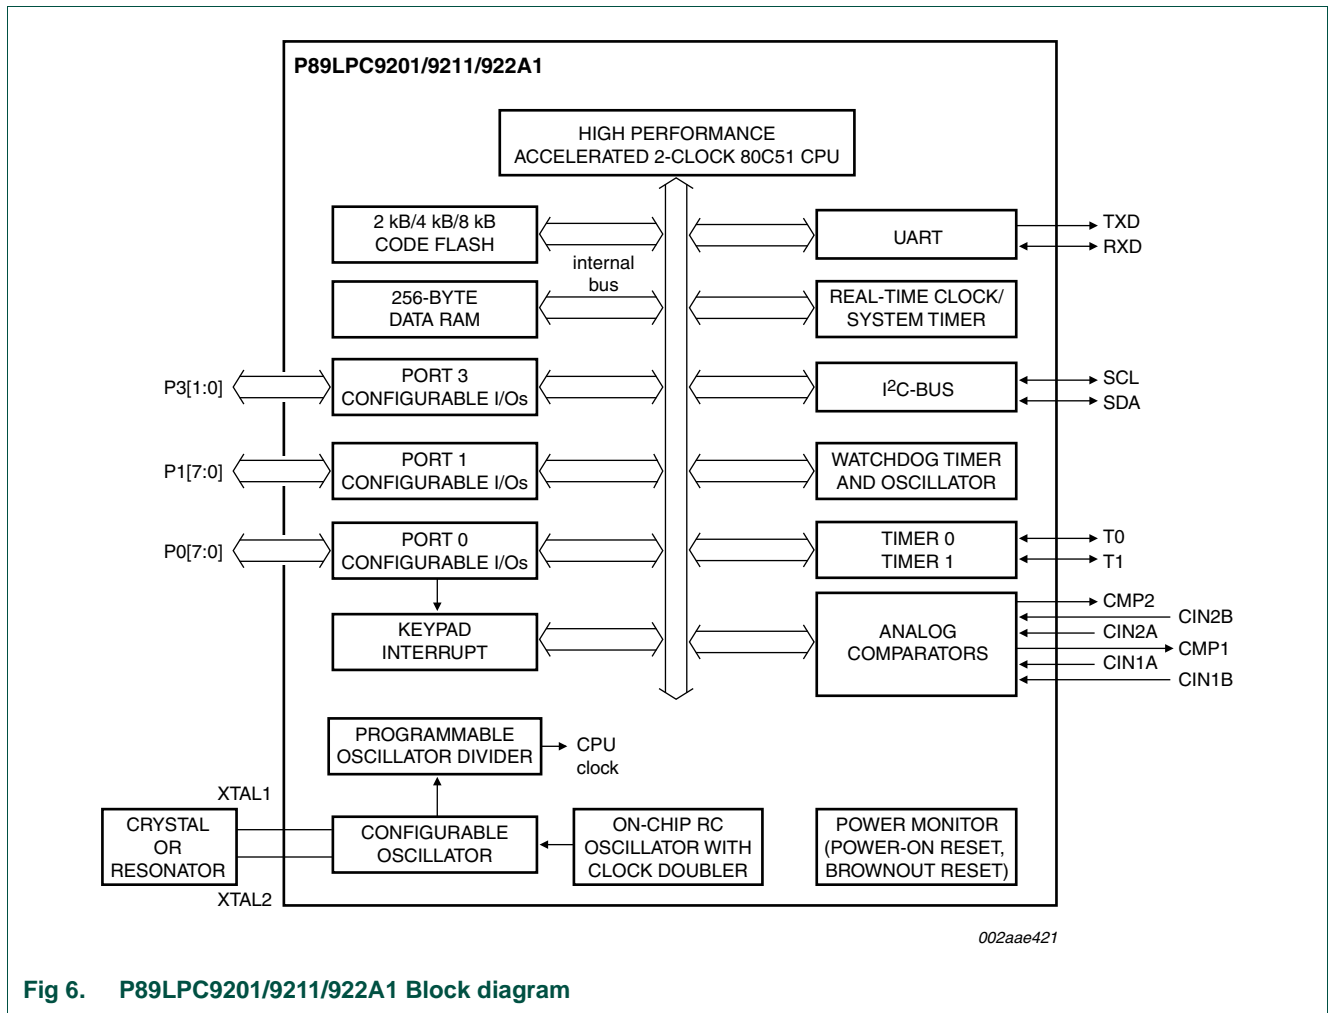 P89LPC9201/9211/922A1
HIGH PERFORMANCE
ACCELERATED 2-CLOCK 80C51 CPU
2 kB/4 kB/8 kB
CODE FLASH
internal
bus
UART
TXD
RXD
256-BYTE
DATA RAM
REAL-TIME CLOCK/
SYSTEM TIMER
P3[1:0]
PORT 3
CONFIGURABLE I/Os
I²C-BUS
SCL
SDA
P1[7:0]
PORT 1
CONFIGURABLE I/Os
WATCHDOG TIMER
AND OSCILLATOR
P0[7:0]
PORT 0
CONFIGURABLE I/Os
TIMER 0
TIMER 1
T0
T1
KEYPAD
INTERRUPT
ANALOG
COMPARATORS
CMP2
CIN2B
CIN2A
CMP1
CIN1A
CIN1B
PROGRAMMABLE
OSCILLATOR DIVIDER
CPU
clock
XTAL1
CRYSTAL
OR
RESONATOR
XTAL2
CONFIGURABLE
OSCILLATOR
ON-CHIP RC
OSCILLATOR WITH
CLOCK DOUBLER
POWER MONITOR
(POWER-ON RESET,
BROWNOUT RESET)
002aae421
Fig 6. P89LPC9201/9211/922A1 Block diagram